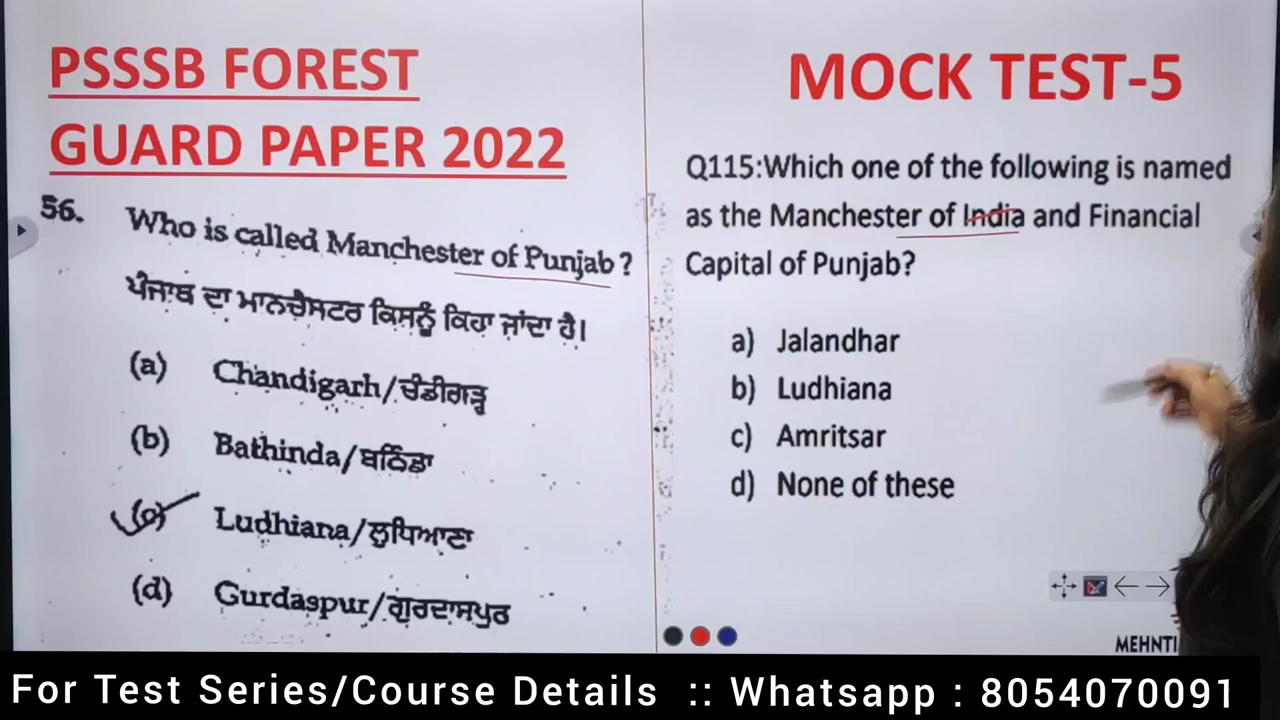 PSSSB FOREST
GUARD PAPER 2022
56. Who is called Manchester of Punjab ?
ਪੰਜਾਬ ਦਾ ਮਾਨਚੈਸਟਰ ਕਿਸਨੂੰ ਕਿਹਾ ਜਾਂਦਾ ਹੈ।
(a) Chandigarh/ਚੰਡੀਗੜ੍ਹ
(b) Bathinda/ਬਠਿੰਡਾ
(c) Ludhiana/ਲੁਧਿਆਣਾ
(d) Gurdaspur/ਗੁਰਦਾਸਪੁਰ
MOCK TEST-5
Q115:Which one of the following is named
as the Manchester of India and Financial
Capital of Punjab?
a) Jalandhar
b) Ludhiana
c) Amritsar
d) None of these
MEHNTI
For Test Series/Course Details :: Whatsapp : 8054070091